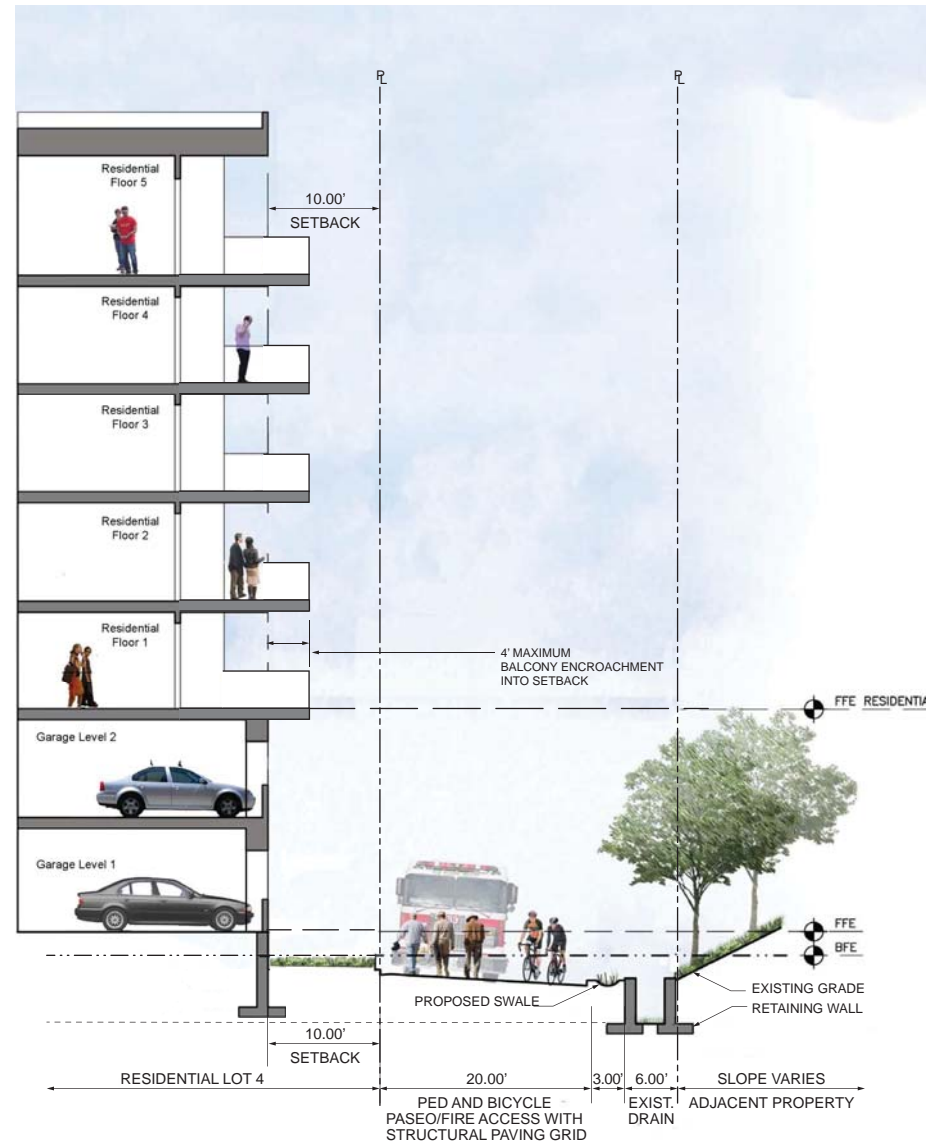 PL
PL
Residential
Floor 5
10.00'
SETBACK
Residential
Floor 4
Residential
Floor 3
Residential
Floor 2
Residential
Floor 1
4' MAXIMUM
BALCONY ENCROACHMENT
INTO SETBACK
FFE RESIDENTIA
Garage Level 2
Garage Level 1
FFE
BFE
PROPOSED SWALE
EXISTING GRADE
RETAINING WALL
10.00'
SETBACK
RESIDENTIAL LOT 4
20.00'
3.00'
6.00'
SLOPE VARIES
PED AND BICYCLE
PASEO/FIRE ACCESS WITH
STRUCTURAL PAVING GRID
EXIST.
DRAIN
ADJACENT PROPERTY